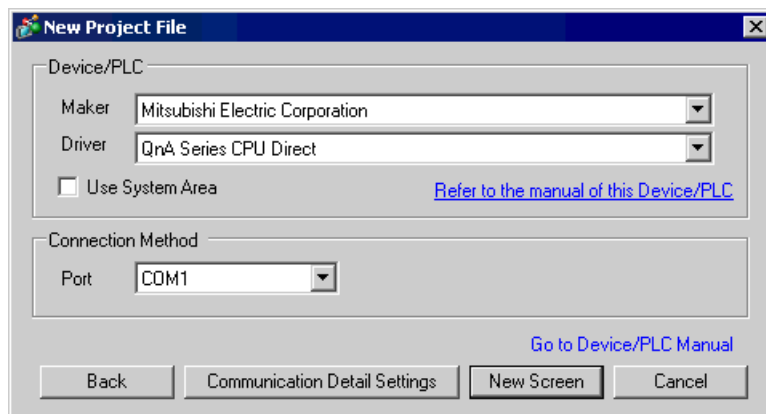 New Project File
Device/PLC
Maker Mitsubishi Electric Corporation
Driver QnA Series CPU Direct
Use System Area Refer to the manual of this Device/PLC
Connection Method
Port COM1
Go to Device/PLC Manual
Back Communication Detail Settings New Screen Cancel